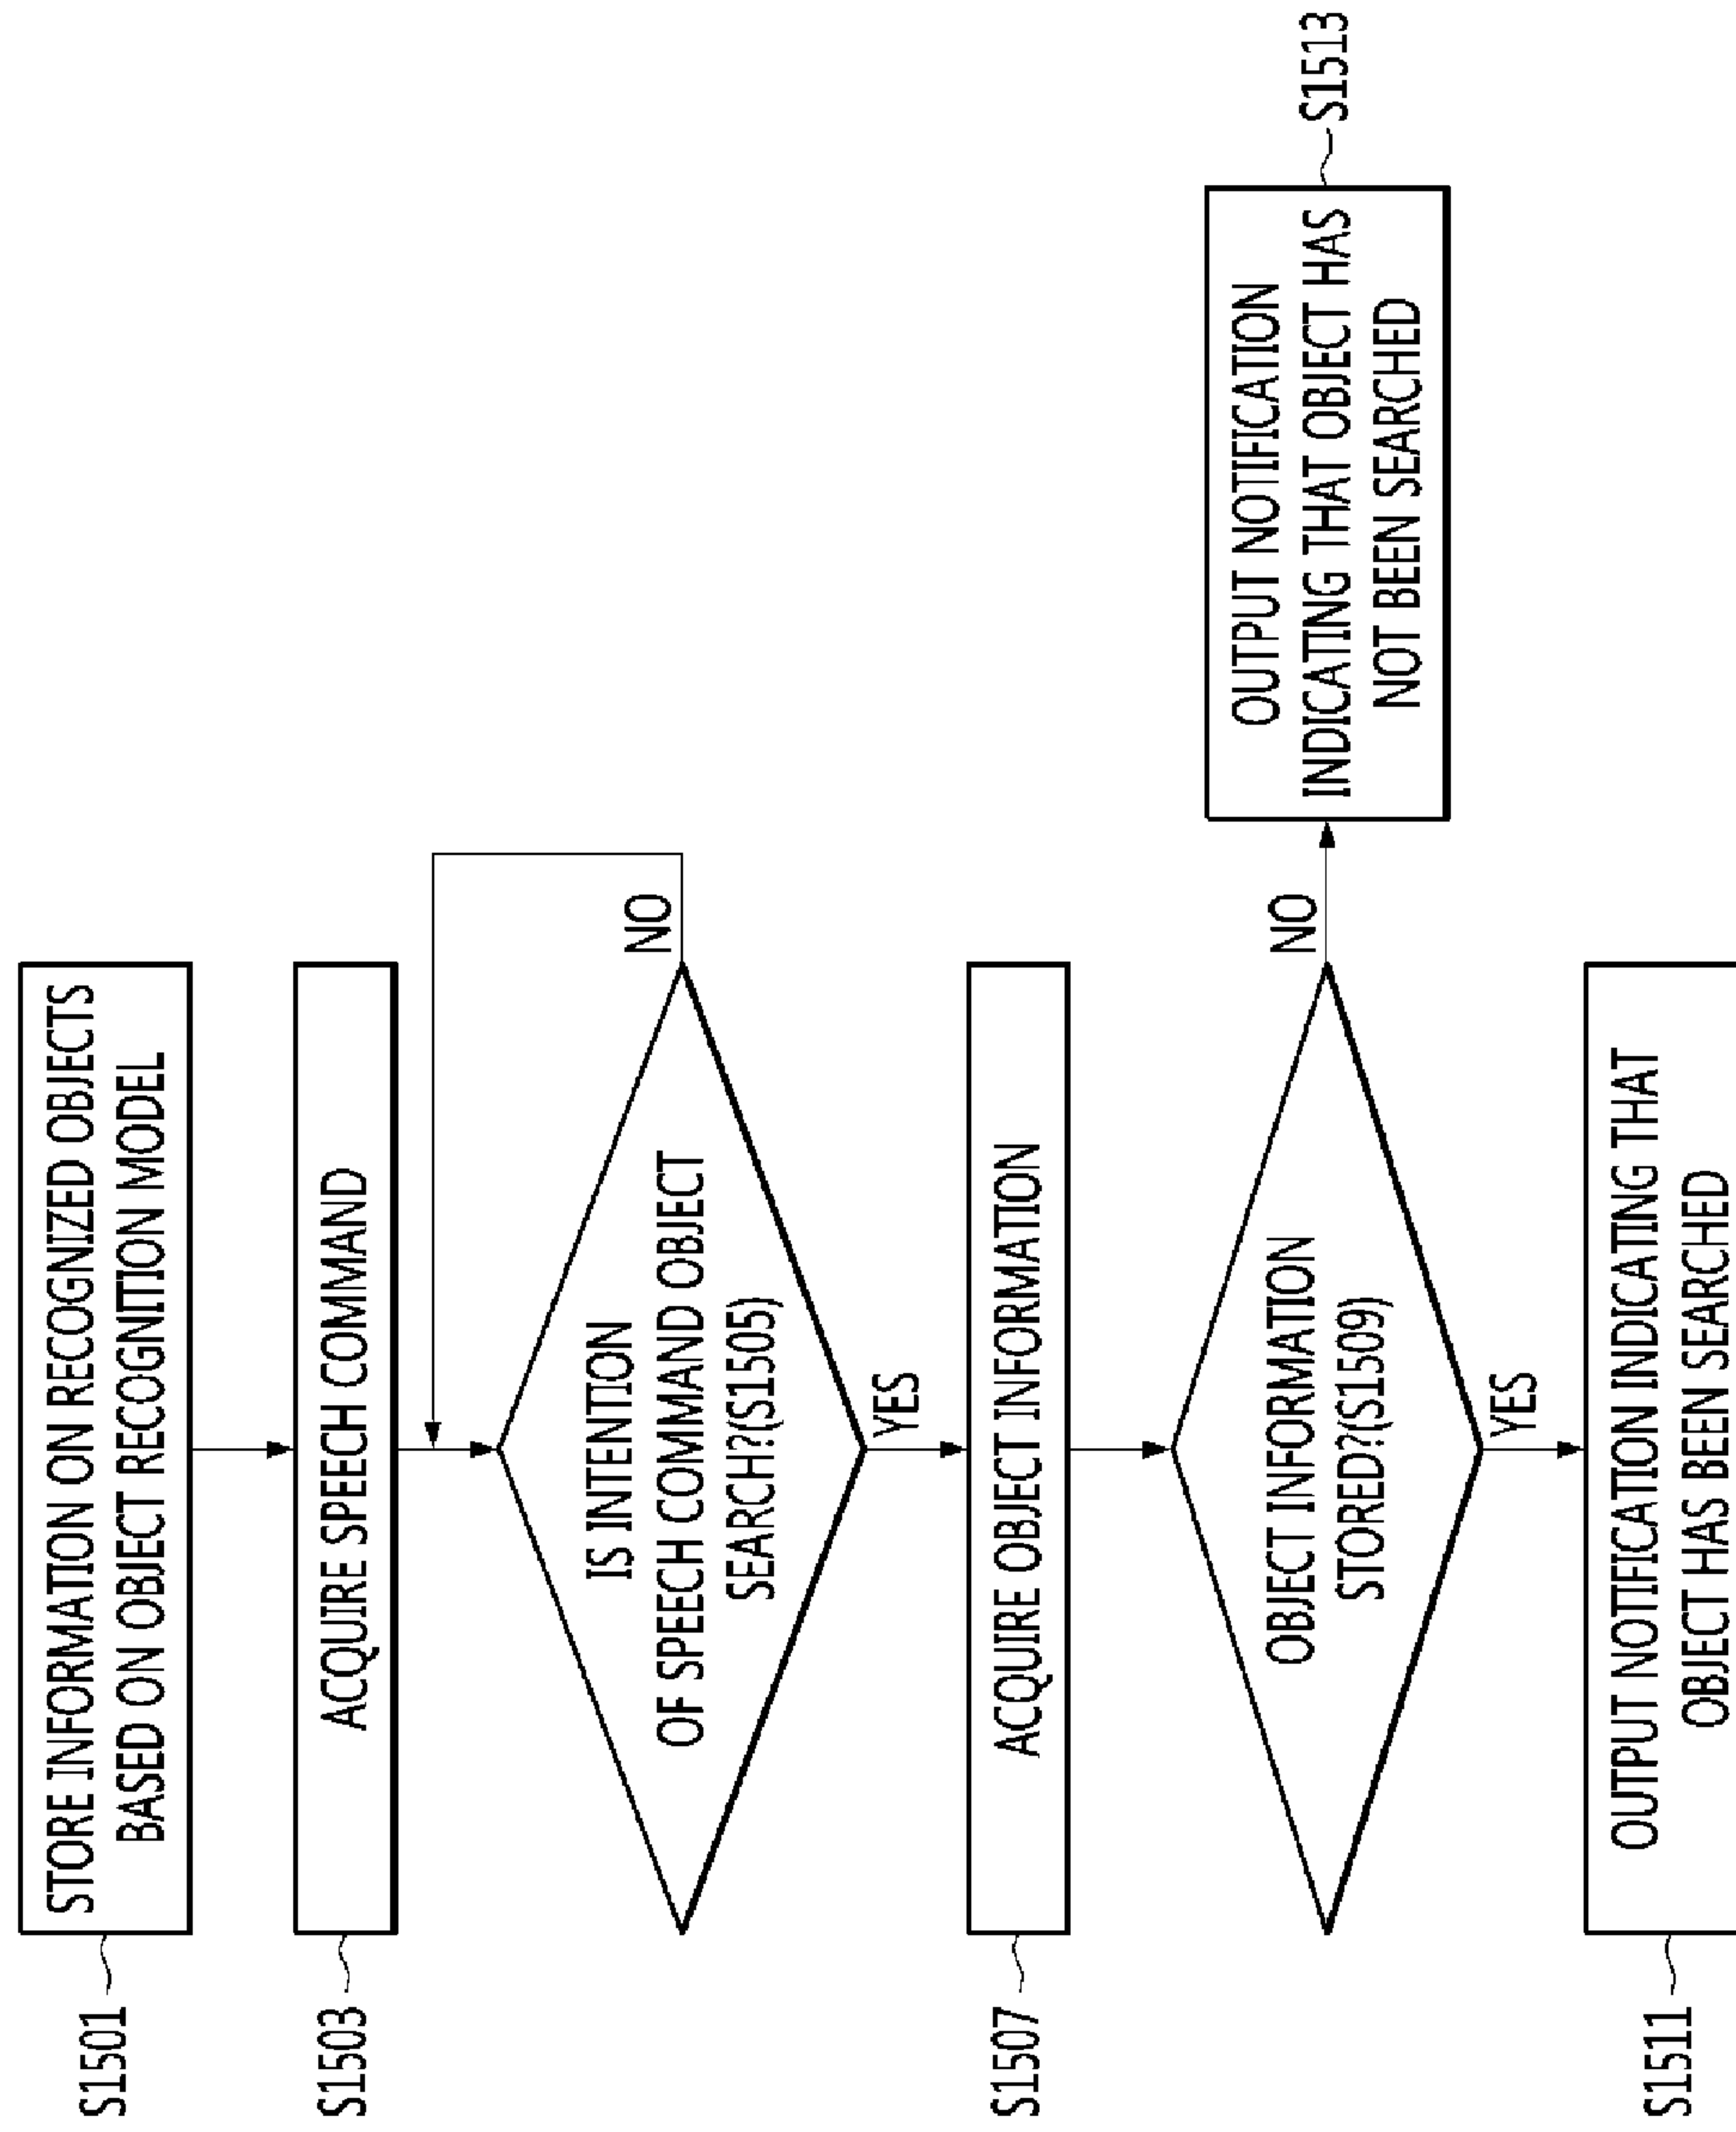 S1501
STORE INFORMATION ON RECOGNIZED OBJECTS
BASED ON OBJECT RECOGNITION MODEL
S1503
ACQUIRE SPEECH COMMAND
IS INTENTION
OF SPEECH COMMAND OBJECT
SEARCH?(S1505)
NO
YES
S1507
ACQUIRE OBJECT INFORMATION
OBJECT INFORMATION
STORED?(S1509)
NO
OUTPUT NOTIFICATION
INDICATING THAT OBJECT HAS
NOT BEEN SEARCHED
S1513
YES
S1511
OUTPUT NOTIFICATION INDICATING THAT
OBJECT HAS BEEN SEARCHED